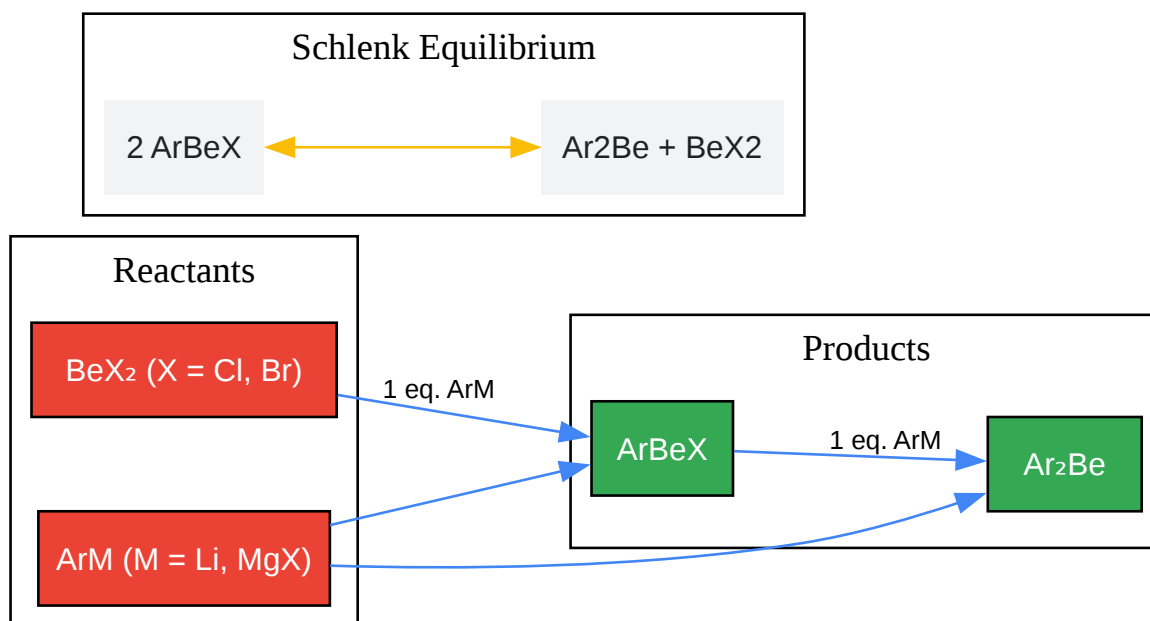 Schlenk Equilibrium
2 ArBeX
Ar2Be + BeX2
Reactants
BeX₂ (X = Cl, Br)
ArM (M = Li, MgX)
1 eq. ArM
Products
ArBeX
1 eq. ArM
Ar₂Be